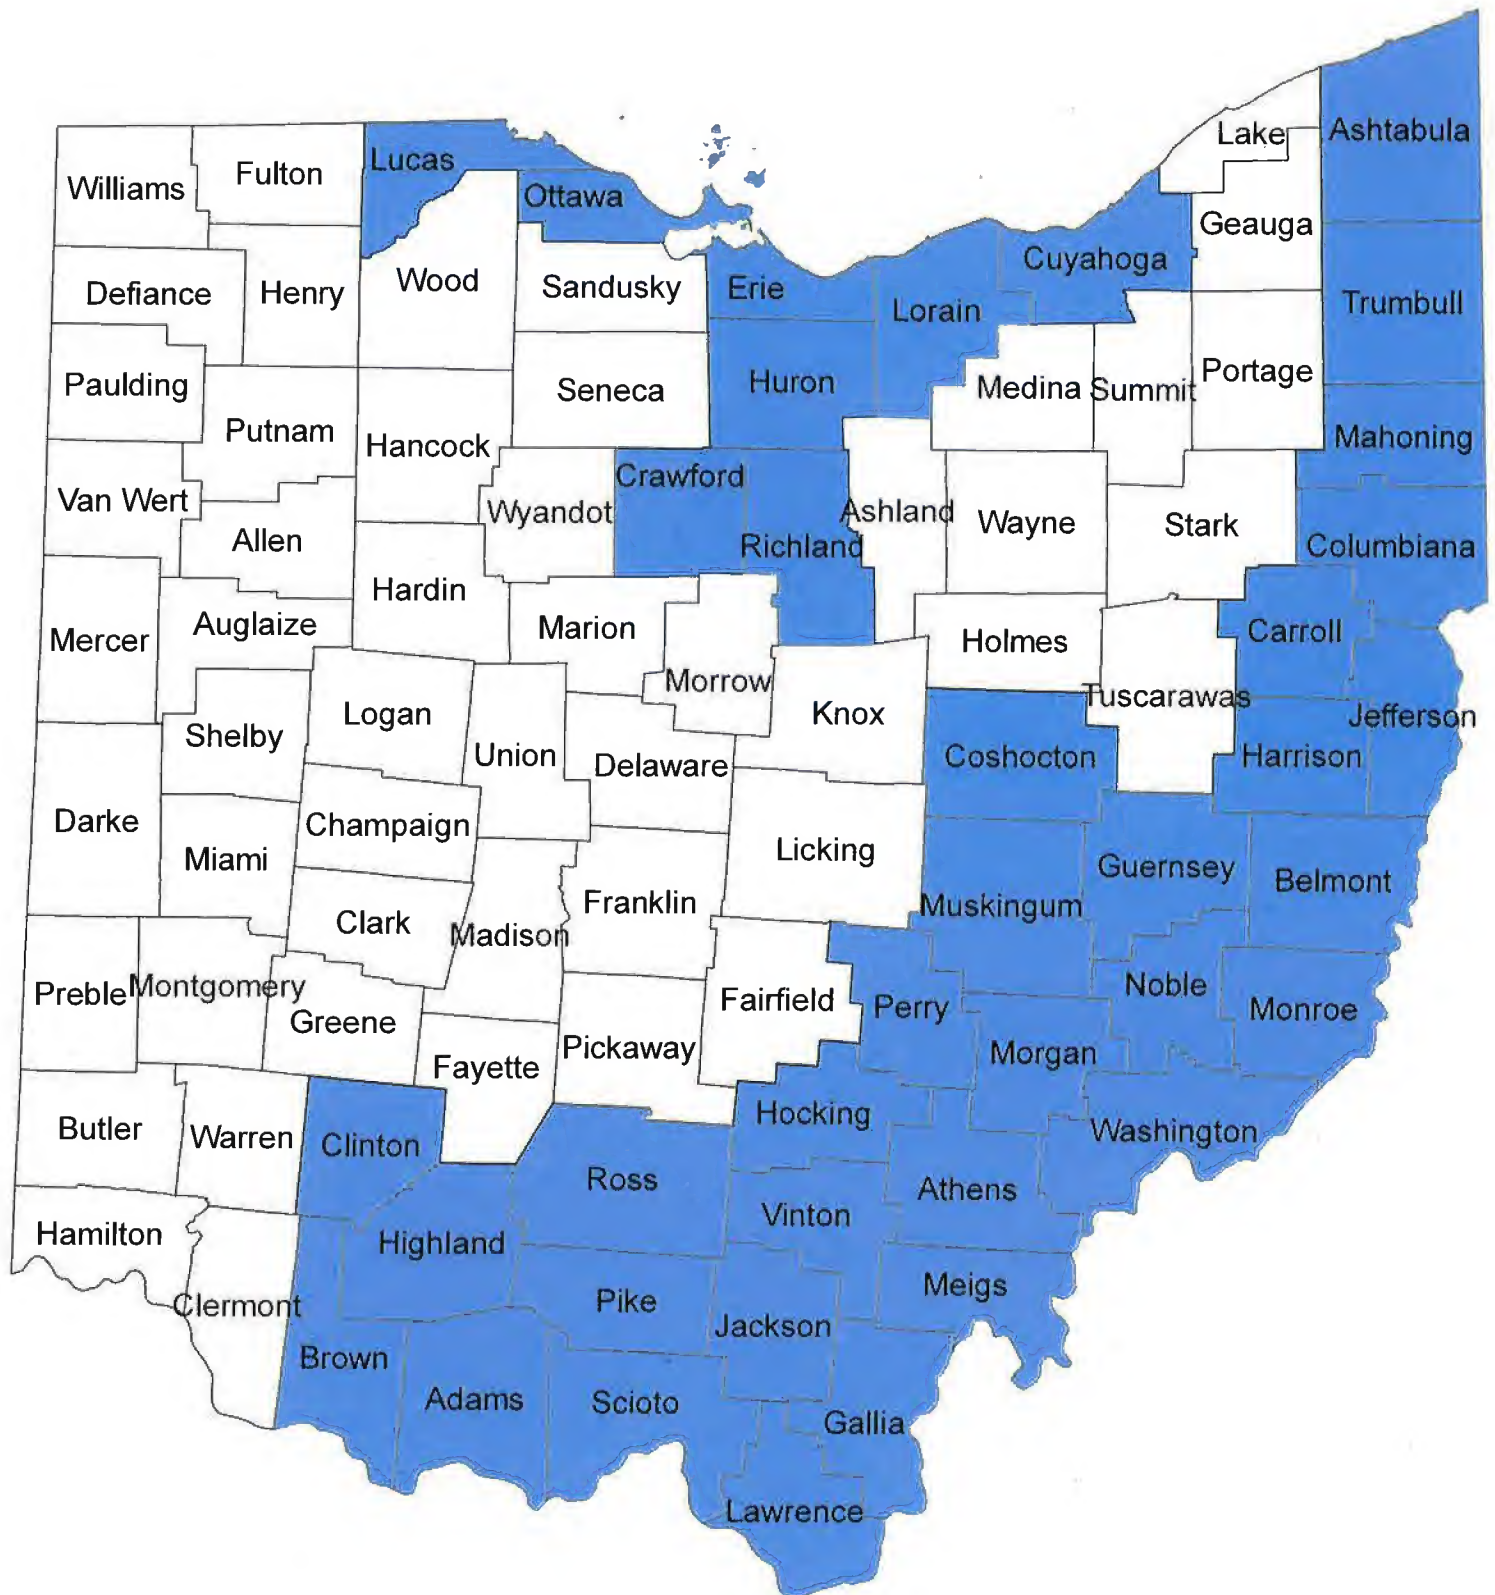 Lake
Ashtabula
Lucas
Fulton
Williams
Ottawa
Geauga
Cuyahoga
Wood
Sandusky
Erie
Defiance
Henry
Lorain
Trumbull
Portage
Paulding
Seneca
Huron
Medina
Summit
Putnam
Hancock
Mahoning
Crawford
Van Wert
Wyandot
Ashland
Wayne
Stark
Allen
Richland
Columbiana
Hardin
Auglaize
Marion
Carroll
Mercer
Holmes
Morrow
Tuscarawas
Logan
Knox
Jefferson
Shelby
Union
Delaware
Coshocton
Harrison
Darke
Champaign
Miami
Licking
Guernsey
Belmont
Franklin
Clark
Muskingum
Madison
Preble
Montgomery
Noble
Fairfield
Perry
Monroe
Greene
Pickaway
Morgan
Fayette
Hocking
Butler
Warren
Clinton
Washington
Ross
Athens
Vinton
Hamilton
Highland
Meigs
Clermont
Pike
Jackson
Brown
Adams
Scioto
Gallia
Lawrence